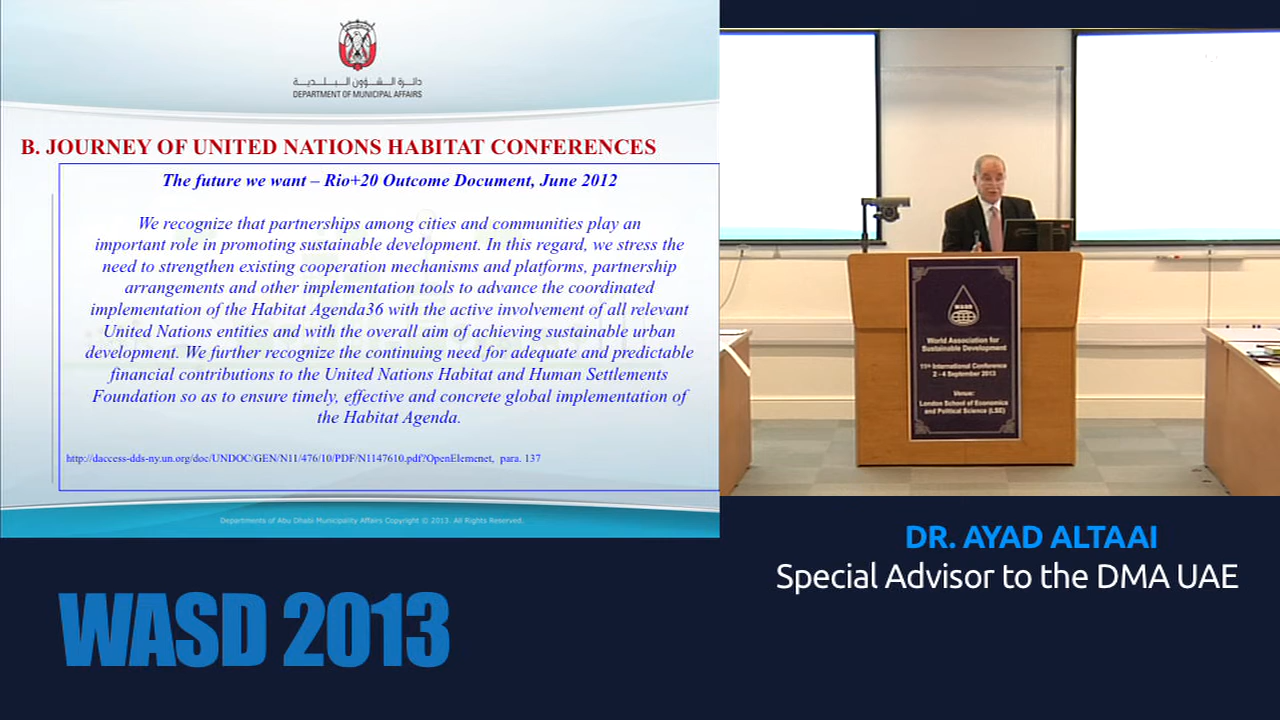 دائرة الشؤون البلدية
DEPARTMENT OF MUNICIPAL AFFAIRS
B. JOURNEY OF UNITED NATIONS HABITAT CONFERENCES
The future we want – Rio+20 Outcome Document, June 2012
We recognize that partnerships among cities and communities play an
important role in promoting sustainable development. In this regard, we stress the
need to strengthen existing cooperation mechanisms and platforms, partnership
arrangements and other implementation tools to advance the coordinated
implementation of the Habitat Agenda36 with the active involvement of all relevant
United Nations entities and with the overall aim of achieving sustainable urban
development. We further recognize the continuing need for adequate and predictable
financial contributions to the United Nations Habitat and Human Settlements
Foundation so as to ensure timely, effective and concrete global implementation of
the Habitat Agenda.
http://daccess-dds-ny.un.org/doc/UNDOC/GEN/N11/476/10/PDF/N1147610.pdf?OpenElemenet, para. 137
Departments of Abu Dhabi Municipality Affairs Copyright © 2013. All Rights Reserved.
WASD
World Association for
Sustainable Development
11th International Conference
2 - 4 September 2013
Venue:
London School of Economics
and Political Science (LSE)
DR. AYAD ALTAAI
Special Advisor to the DMA UAE
WASD 2013